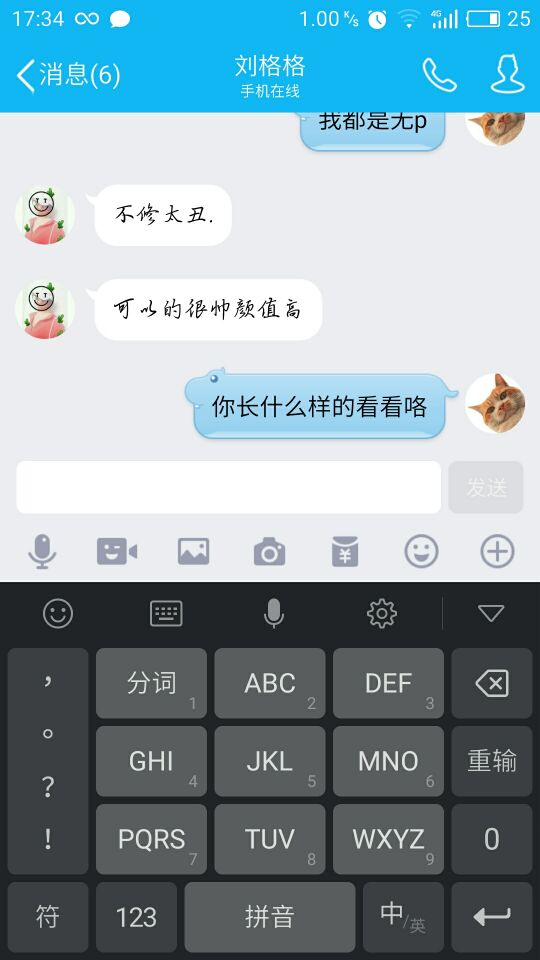 17:34
1.00 K/s
4G
25
消息(6)
刘格格
手机在线
我都是无p
不修太丑.
可以的很帅颜值高
你长什么样的看看咯
发送
¥
，
。
?
!
分词 1
ABC 2
DEF 3
GHI 4
JKL 5
MNO 6
重输
PQRS 7
TUV 8
WXYZ 9
0
符
123
拼音
中/英